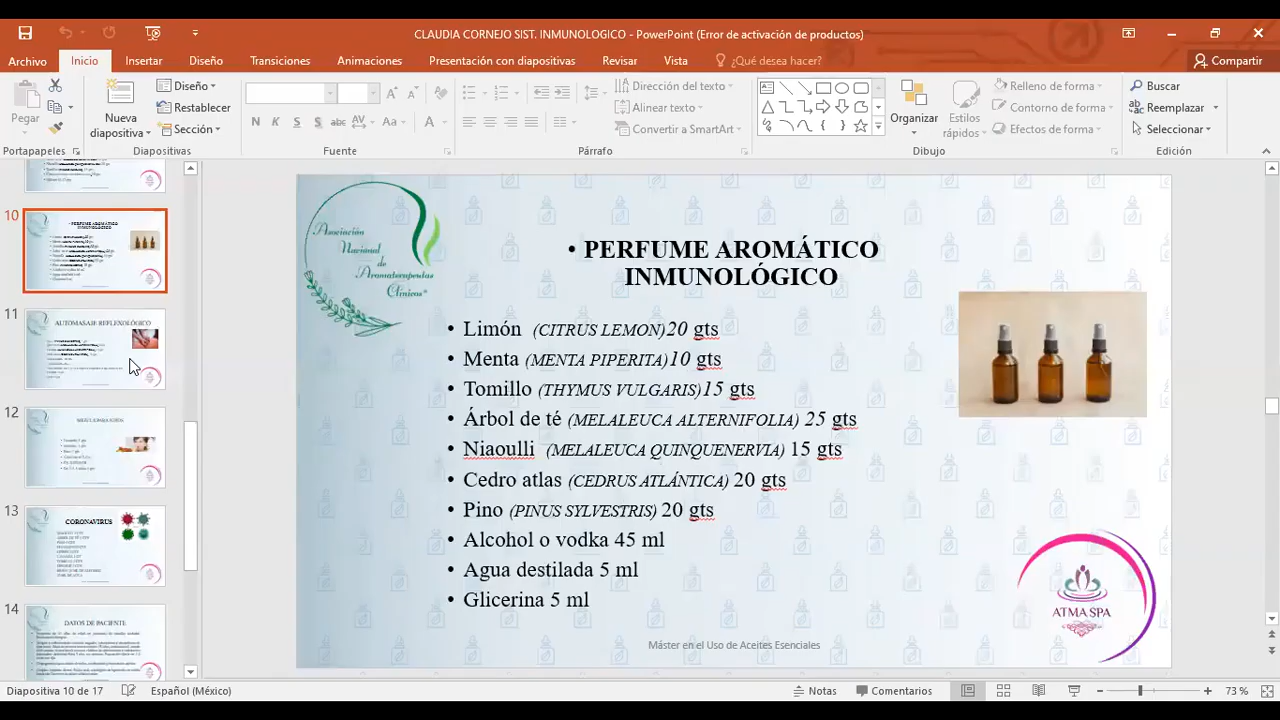 CLAUDIA CORNEJO SIST. INMUNOLOGICO - PowerPoint (Error de activación de productos)
Archivo Inicio Insertar Diseño Transiciones Animaciones Presentación con diapositivas Revisar Vista ¿Qué desea hacer? Compartir
Pegar
Nueva diapositiva
Diseño
Restablecer
Sección
N K S S abc AV Aa A
Dirección del texto
Alinear texto
Convertir a SmartArt
Organizar
Estilos rápidos
Relleno de forma
Contorno de forma
Efectos de forma
Buscar
Reemplazar
Seleccionar
Portapapeles Diapositivas Fuente Párrafo Dibujo Edición
10
PERFUME AROMÁTICO
INMUNOLÓGICO
11
AUTOMASAJE REFLEXOLÓGICO
12
13
CORONAVIRUS
14
DATOS DE PACIENTE
Asociación
Nacional
de
Aromaterapeutas
Clínicos®
• PERFUME AROMÁTICO
INMUNOLÓGICO
• Limón (CITRUS LEMON)20 gts
• Menta (MENTA PIPERITA)10 gts
• Tomillo (THYMUS VULGARIS)15 gts
• Árbol de té (MELALEUCA ALTERNIFOLIA) 25 gts
• Niaoulli (MELALEUCA QUINQUENERVIA) 15 gts
• Cedro atlas (CEDRUS ATLÁNTICA) 20 gts
• Pino (PINUS SYLVESTRIS) 20 gts
• Alcohol o vodka 45 ml
• Agua destilada 5 ml
• Glicerina 5 ml
ATMA SPA
Máster en el Uso de Aceites Esenciales
Diapositiva 10 de 17 Español (México) Notas Comentarios 73 %